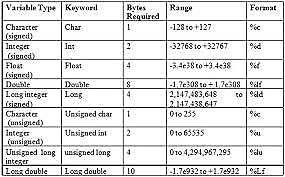 Variable Type Keyword Bytes Required Range Format
Character (signed) Char 1 -128 to +127 %c
Integer (signed) Int 2 -32768 to +32767 %d
Float (signed) Float 4 -3.4e38 to +3.4e38 %f
Double Double 8 -1.7e308 to + 1.7e308 %lf
Long integer (signed) Long 4 2,147,483,648 to 2,147,438,647 %ld
Character (unsigned) Unsigned char 1 0 to 255 %c
Integer (unsigned) Unsigned int 2 0 to 65535 %u
Unsigned long integer unsigned long 4 0 to 4,294,967,295 %lu
Long double Long double 10 -1.7e932 to +1.7e932 %Lf